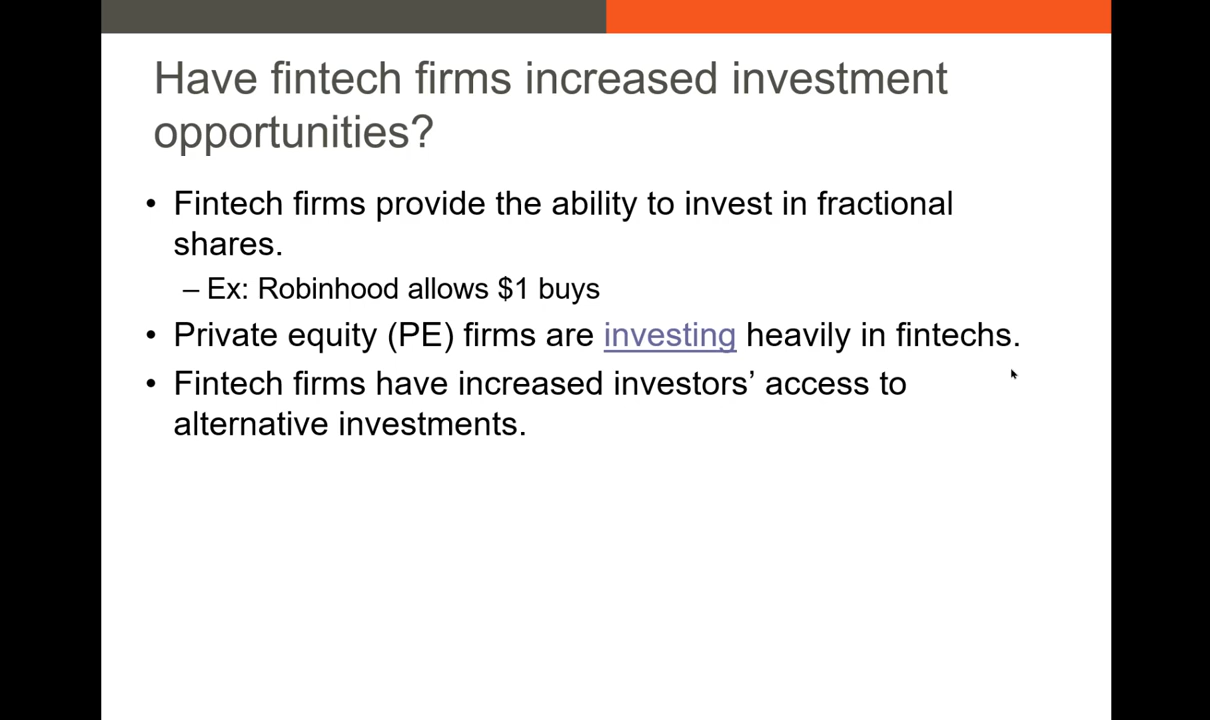 Have fintech firms increased investment
opportunities?
• Fintech firms provide the ability to invest in fractional
shares.
– Ex: Robinhood allows $1 buys
• Private equity (PE) firms are investing heavily in fintechs.
• Fintech firms have increased investors’ access to
alternative investments.